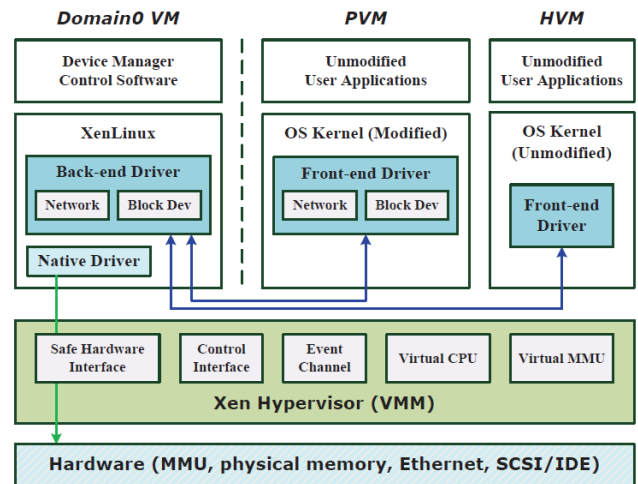 Domain0 VM
PVM
HVM
Device Manager
Control Software
Unmodified
User Applications
Unmodified
User Applications
XenLinux
Back-end Driver
Network
Block Dev
Native Driver
OS Kernel (Modified)
Front-end Driver
Network
Block Dev
OS Kernel
(Unmodified)
Front-end
Driver
Safe Hardware
Interface
Control
Interface
Event
Channel
Virtual CPU
Virtual MMU
Xen Hypervisor (VMM)
Hardware (MMU, physical memory, Ethernet, SCSI/IDE)